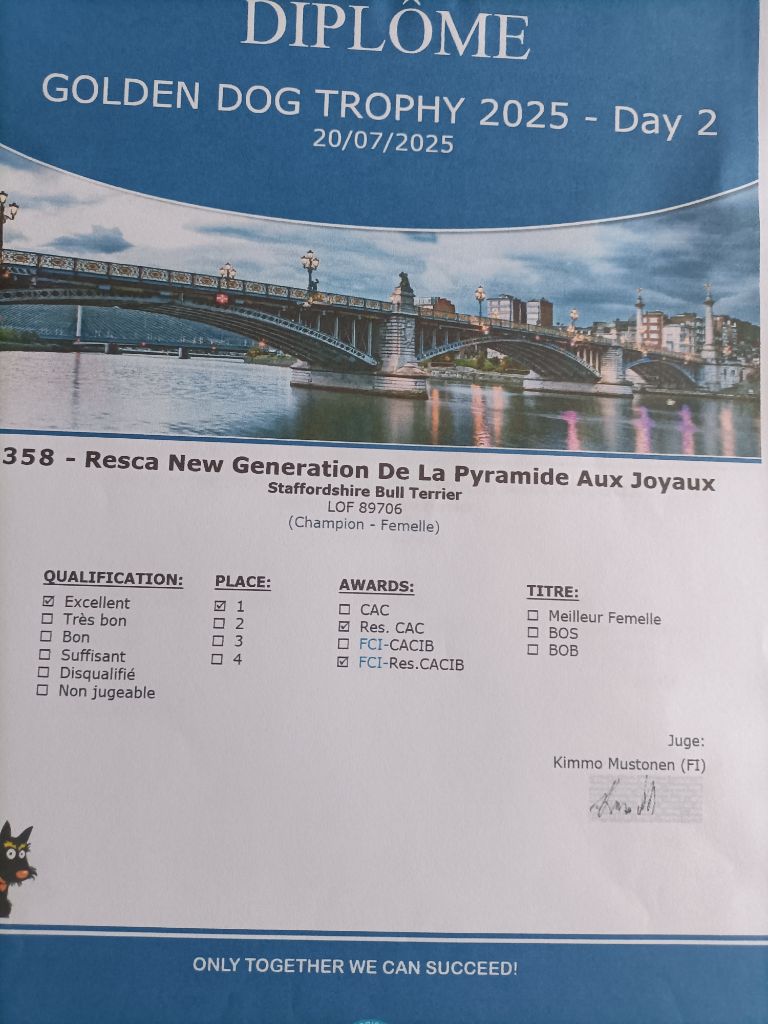 DIPLÔME
GOLDEN DOG TROPHY 2025 - Day 2
20/07/2025
358 - Resca New Generation De La Pyramide Aux Joyaux
Staffordshire Bull Terrier
LOF 89706
(Champion - Femelle)
QUALIFICATION:
☑ Excellent
☐ Très bon
☐ Bon
☐ Suffisant
☐ Disqualifié
☐ Non jugeable
PLACE:
☑ 1
☐ 2
☐ 3
☐ 4
AWARDS:
☐ CAC
☑ Res. CAC
☐ FCI-CACIB
☑ FCI-Res.CACIB
TITRE:
☐ Meilleur Femelle
☐ BOS
☐ BOB
Juge:
Kimmo Mustonen (FI)
ONLY TOGETHER WE CAN SUCCEED!